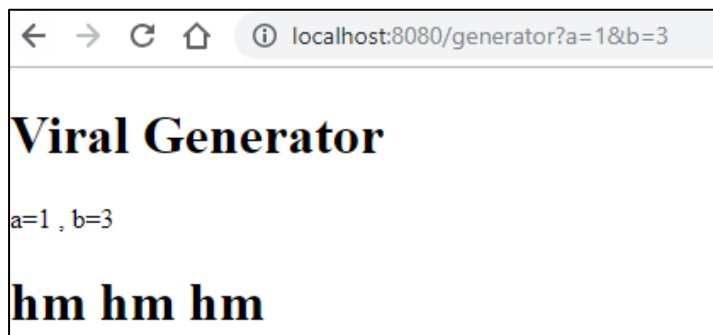 localhost:8080/generator?a=1&b=3
Viral Generator
a=1 , b=3
hm hm hm